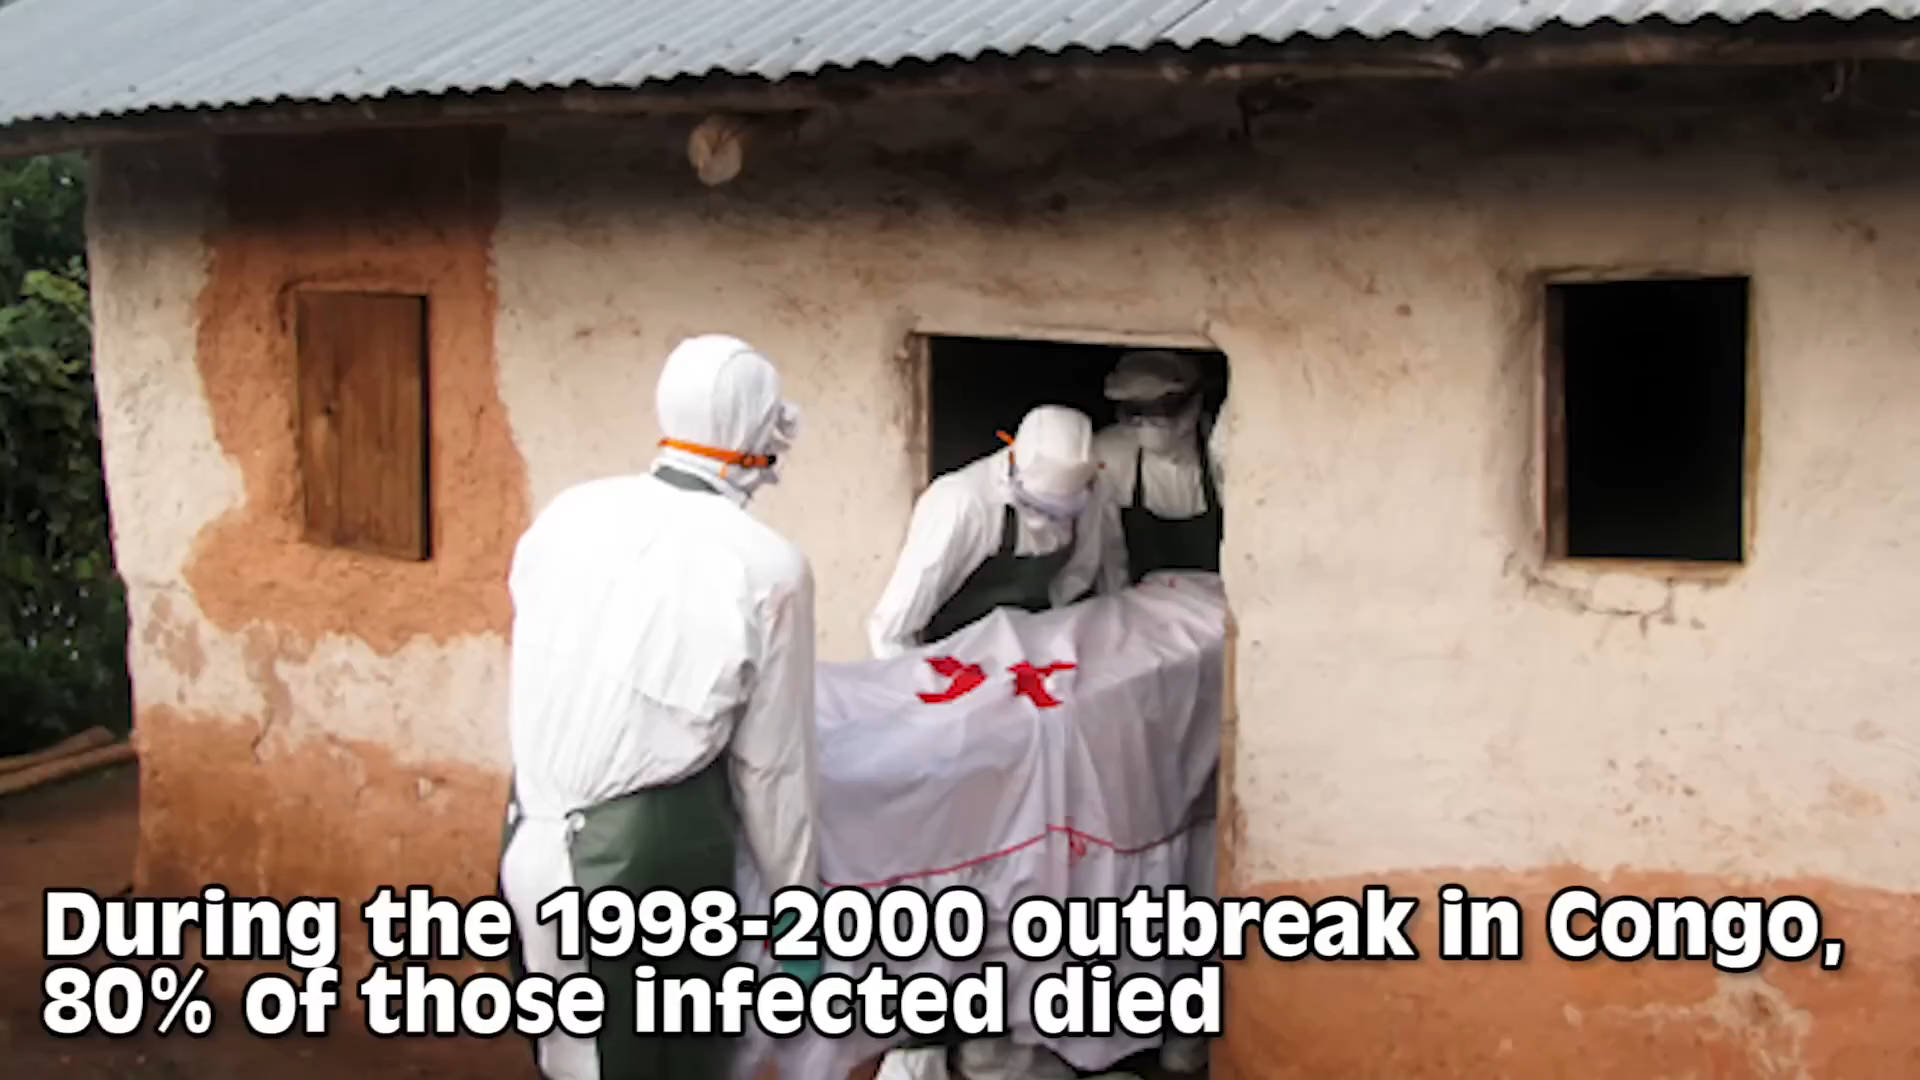 During the 1998-2000 outbreak in Congo,
80% of those infected died